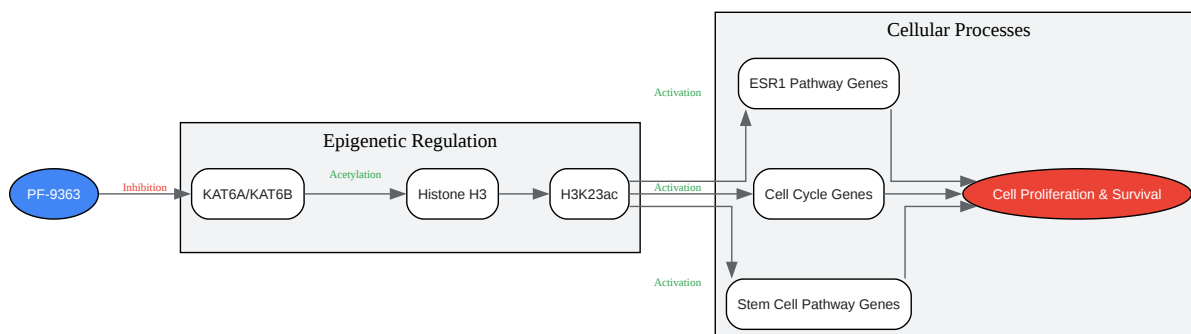 Cellular Processes
ESR1 Pathway Genes
Activation
Epigenetic Regulation
PF-9363
Inhibition
KAT6A/KAT6B
Acetylation
Histone H3
H3K23ac
Activation
Cell Cycle Genes
Cell Proliferation & Survival
Activation
Stem Cell Pathway Genes